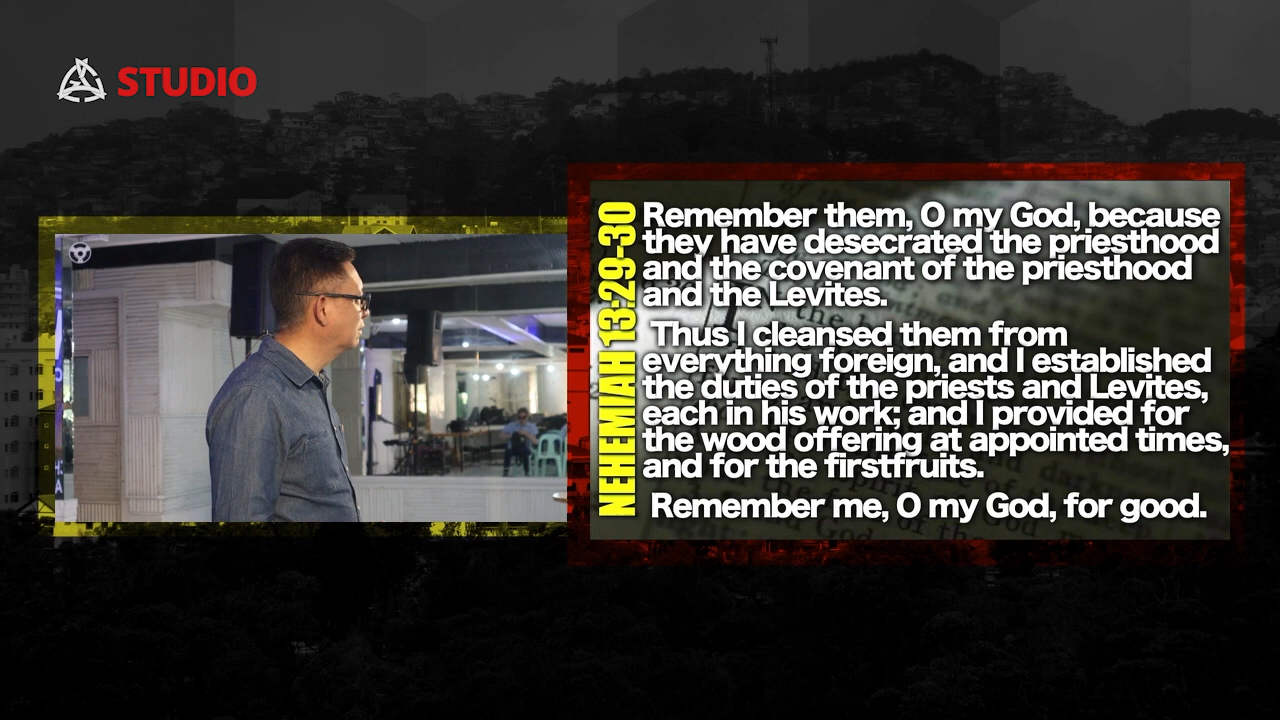 STUDIO
NEHEMIAH 13:29-30
Remember them, O my God, because
they have desecrated the priesthood
and the covenant of the priesthood
and the Levites.
Thus I cleansed them from
everything foreign, and I established
the duties of the priests and Levites,
each in his work; and I provided for
the wood offering at appointed times,
and for the firstfruits.
Remember me, O my God, for good.